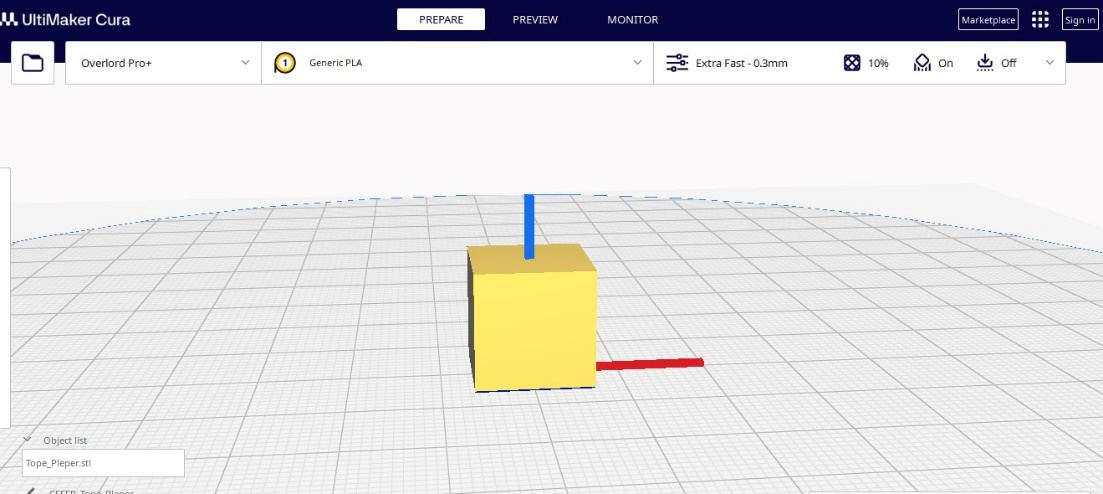 UltiMaker Cura
PREPARE
PREVIEW
MONITOR
Marketplace
Sign in
Overlord Pro+
1
Generic PLA
Extra Fast - 0.3mm
10%
On
Off
Object list
Tope_Pleper.stl